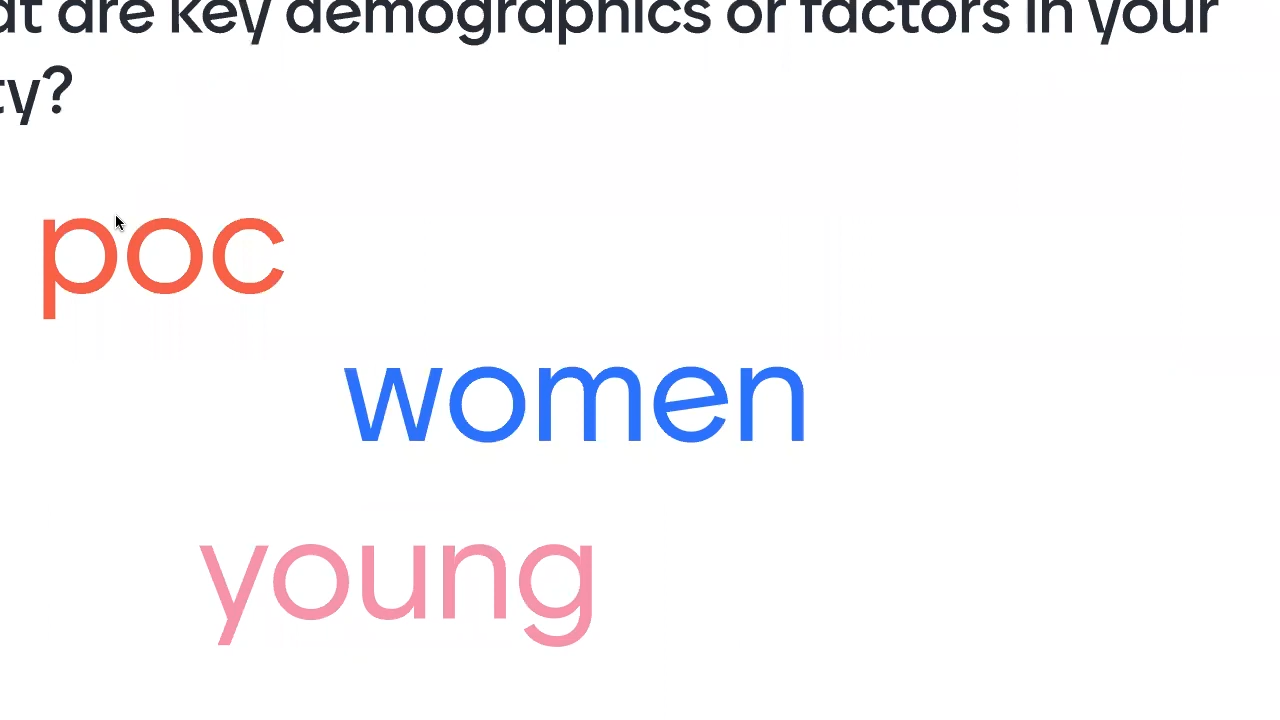 at are key demographics or factors in your
ty?
poc
women
young